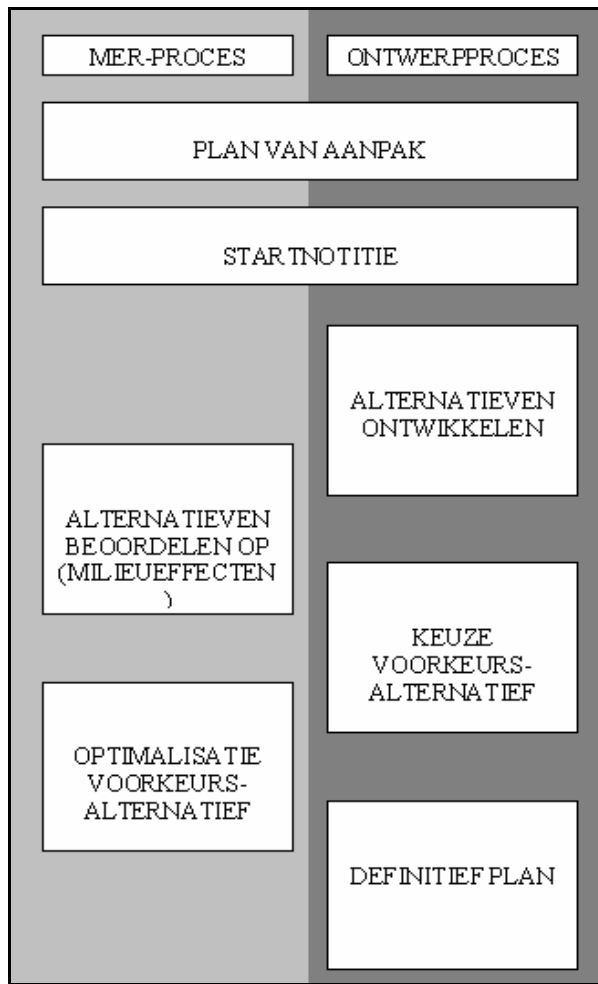 MER-PROCES
ONTWERPPROCES
PLAN VAN AANPAK
STARTNOTITIE
ALTERNATIEVEN
ONTWIKKELEN
ALTERNATIEVEN
BEOORDELEN OP
(MILIEUEFFECTEN
)
KEUZE
VOORKEURS-
ALTERNATIEF
OPTIMALISATIE
VOORKEURS-
ALTERNATIEF
DEFINITIEF PLAN